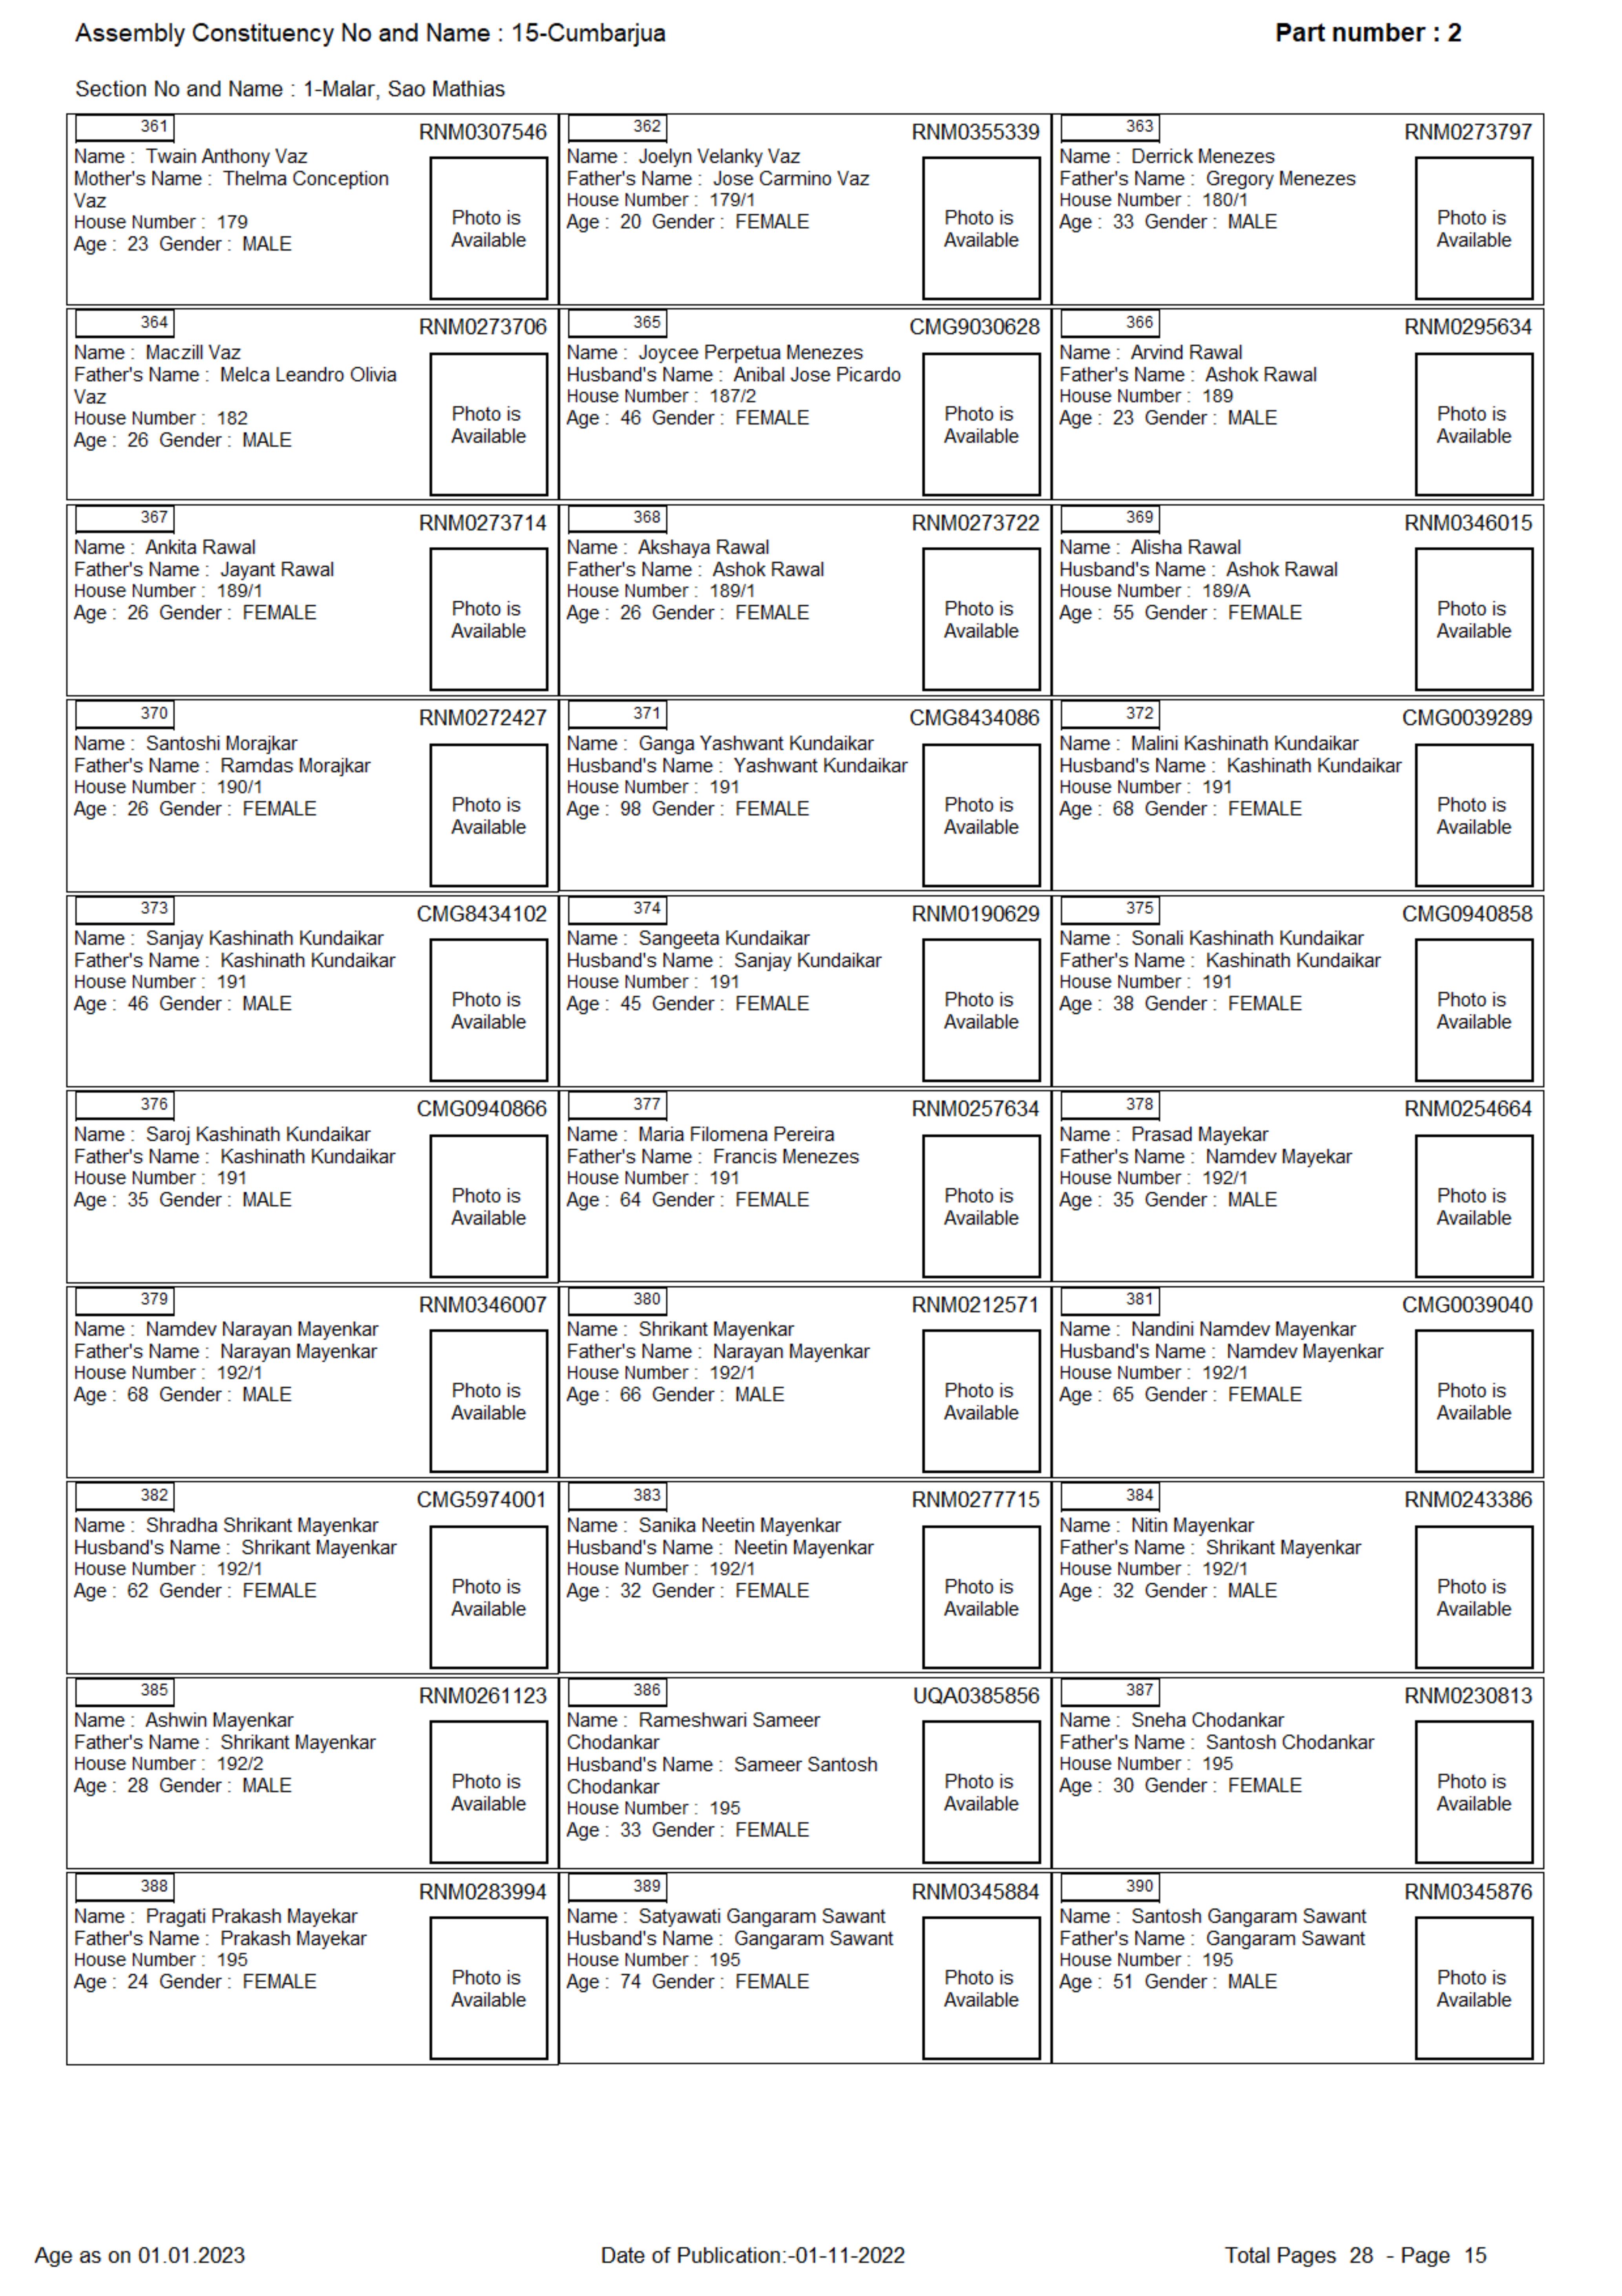 Assembly Constituency No and Name : 15-Cumbarjua
Part number : 2
Section No and Name : 1-Malar, Sao Mathias
361
RNM0307546
Name : Twain Anthony Vaz
Mother's Name : Thelma Conception
Vaz
House Number : 179
Age : 23 Gender : MALE
Photo is
Available
362
RNM0355339
Name : Joelyn Velanky Vaz
Father's Name : Jose Carmino Vaz
House Number : 179/1
Age : 20 Gender : FEMALE
Photo is
Available
363
RNM0273797
Name : Derrick Menezes
Father's Name : Gregory Menezes
House Number : 180/1
Age : 33 Gender : MALE
Photo is
Available
364
RNM0273706
Name : Maczill Vaz
Father's Name : Melca Leandro Olivia
Vaz
House Number : 182
Age : 26 Gender : MALE
Photo is
Available
365
CMG9030628
Name : Joycee Perpetua Menezes
Husband's Name : Anibal Jose Picardo
House Number : 187/2
Age : 46 Gender : FEMALE
Photo is
Available
366
RNM0295634
Name : Arvind Rawal
Father's Name : Ashok Rawal
House Number : 189
Age : 23 Gender : MALE
Photo is
Available
367
RNM0273714
Name : Ankita Rawal
Father's Name : Jayant Rawal
House Number : 189/1
Age : 26 Gender : FEMALE
Photo is
Available
368
RNM0273722
Name : Akshaya Rawal
Father's Name : Ashok Rawal
House Number : 189/1
Age : 26 Gender : FEMALE
Photo is
Available
369
RNM0346015
Name : Alisha Rawal
Husband's Name : Ashok Rawal
House Number : 189/A
Age : 55 Gender : FEMALE
Photo is
Available
370
RNM0272427
Name : Santoshi Morajkar
Father's Name : Ramdas Morajkar
House Number : 190/1
Age : 26 Gender : FEMALE
Photo is
Available
371
CMG8434086
Name : Ganga Yashwant Kundaikar
Husband's Name : Yashwant Kundaikar
House Number : 191
Age : 98 Gender : FEMALE
Photo is
Available
372
CMG0039289
Name : Malini Kashinath Kundaikar
Husband's Name : Kashinath Kundaikar
House Number : 191
Age : 68 Gender : FEMALE
Photo is
Available
373
CMG8434102
Name : Sanjay Kashinath Kundaikar
Father's Name : Kashinath Kundaikar
House Number : 191
Age : 46 Gender : MALE
Photo is
Available
374
RNM0190629
Name : Sangeeta Kundaikar
Husband's Name : Sanjay Kundaikar
House Number : 191
Age : 45 Gender : FEMALE
Photo is
Available
375
CMG0940858
Name : Sonali Kashinath Kundaikar
Father's Name : Kashinath Kundaikar
House Number : 191
Age : 38 Gender : FEMALE
Photo is
Available
376
CMG0940866
Name : Saroj Kashinath Kundaikar
Father's Name : Kashinath Kundaikar
House Number : 191
Age : 35 Gender : MALE
Photo is
Available
377
RNM0257634
Name : Maria Filomena Pereira
Father's Name : Francis Menezes
House Number : 191
Age : 64 Gender : FEMALE
Photo is
Available
378
RNM0254664
Name : Prasad Mayekar
Father's Name : Namdev Mayekar
House Number : 192/1
Age : 35 Gender : MALE
Photo is
Available
379
RNM0346007
Name : Namdev Narayan Mayenkar
Father's Name : Narayan Mayenkar
House Number : 192/1
Age : 68 Gender : MALE
Photo is
Available
380
RNM0212571
Name : Shrikant Mayenkar
Father's Name : Narayan Mayenkar
House Number : 192/1
Age : 66 Gender : MALE
Photo is
Available
381
CMG0039040
Name : Nandini Namdev Mayenkar
Husband's Name : Namdev Mayenkar
House Number : 192/1
Age : 65 Gender : FEMALE
Photo is
Available
382
CMG5974001
Name : Shradha Shrikant Mayenkar
Husband's Name : Shrikant Mayenkar
House Number : 192/1
Age : 62 Gender : FEMALE
Photo is
Available
383
RNM0277715
Name : Sanika Neetin Mayenkar
Husband's Name : Neetin Mayenkar
House Number : 192/1
Age : 32 Gender : FEMALE
Photo is
Available
384
RNM0243386
Name : Nitin Mayenkar
Father's Name : Shrikant Mayenkar
House Number : 192/1
Age : 32 Gender : MALE
Photo is
Available
385
RNM0261123
Name : Ashwin Mayenkar
Father's Name : Shrikant Mayenkar
House Number : 192/2
Age : 28 Gender : MALE
Photo is
Available
386
UQA0385856
Name : Rameshwari Sameer
Chodankar
Husband's Name : Sameer Santosh
Chodankar
House Number : 195
Age : 33 Gender : FEMALE
Photo is
Available
387
RNM0230813
Name : Sneha Chodankar
Father's Name : Santosh Chodankar
House Number : 195
Age : 30 Gender : FEMALE
Photo is
Available
388
RNM0283994
Name : Pragati Prakash Mayekar
Father's Name : Prakash Mayekar
House Number : 195
Age : 24 Gender : FEMALE
Photo is
Available
389
RNM0345884
Name : Satyawati Gangaram Sawant
Husband's Name : Gangaram Sawant
House Number : 195
Age : 74 Gender : FEMALE
Photo is
Available
390
RNM0345876
Name : Santosh Gangaram Sawant
Father's Name : Gangaram Sawant
House Number : 195
Age : 51 Gender : MALE
Photo is
Available
Age as on 01.01.2023
Date of Publication:-01-11-2022
Total Pages 28 - Page 15